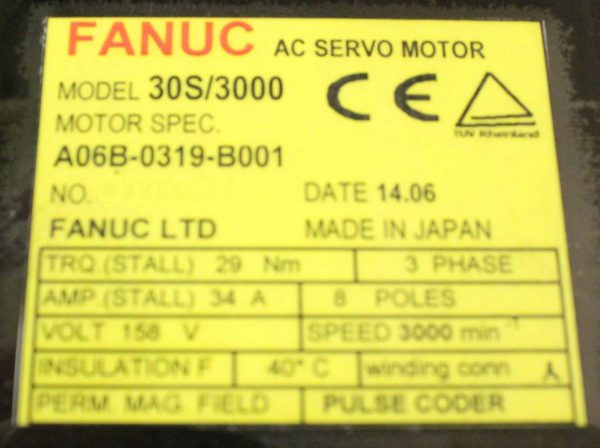 FANUC AC SERVO MOTOR
MODEL 30S/3000
CE
TUV Rheinland
MOTOR SPEC.
A06B-0319-B001
NO. DATE 14.06
FANUC LTD MADE IN JAPAN
TRQ.(STALL) 29 Nm 3 PHASE
AMP.(STALL) 34 A 8 POLES
VOLT 158 V SPEED 3000 min⁻¹
INSULATION F 40° C winding conn
PERM. MAG. FIELD PULSE CODER